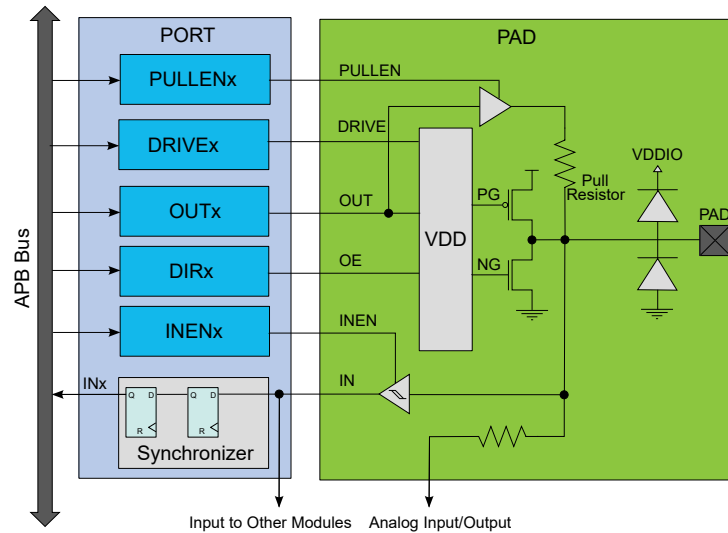 PORT
PAD
PULLENx
PULLEN
DRIVEx
DRIVE
VDDIO
Pull
Resistor
OUTx
OUT
PG
PAD
VDD
DIRx
OE
NG
INENx
INEN
INx
IN
Q D
Q D
R
R
Synchronizer
APB Bus
Input to Other Modules
Analog Input/Output